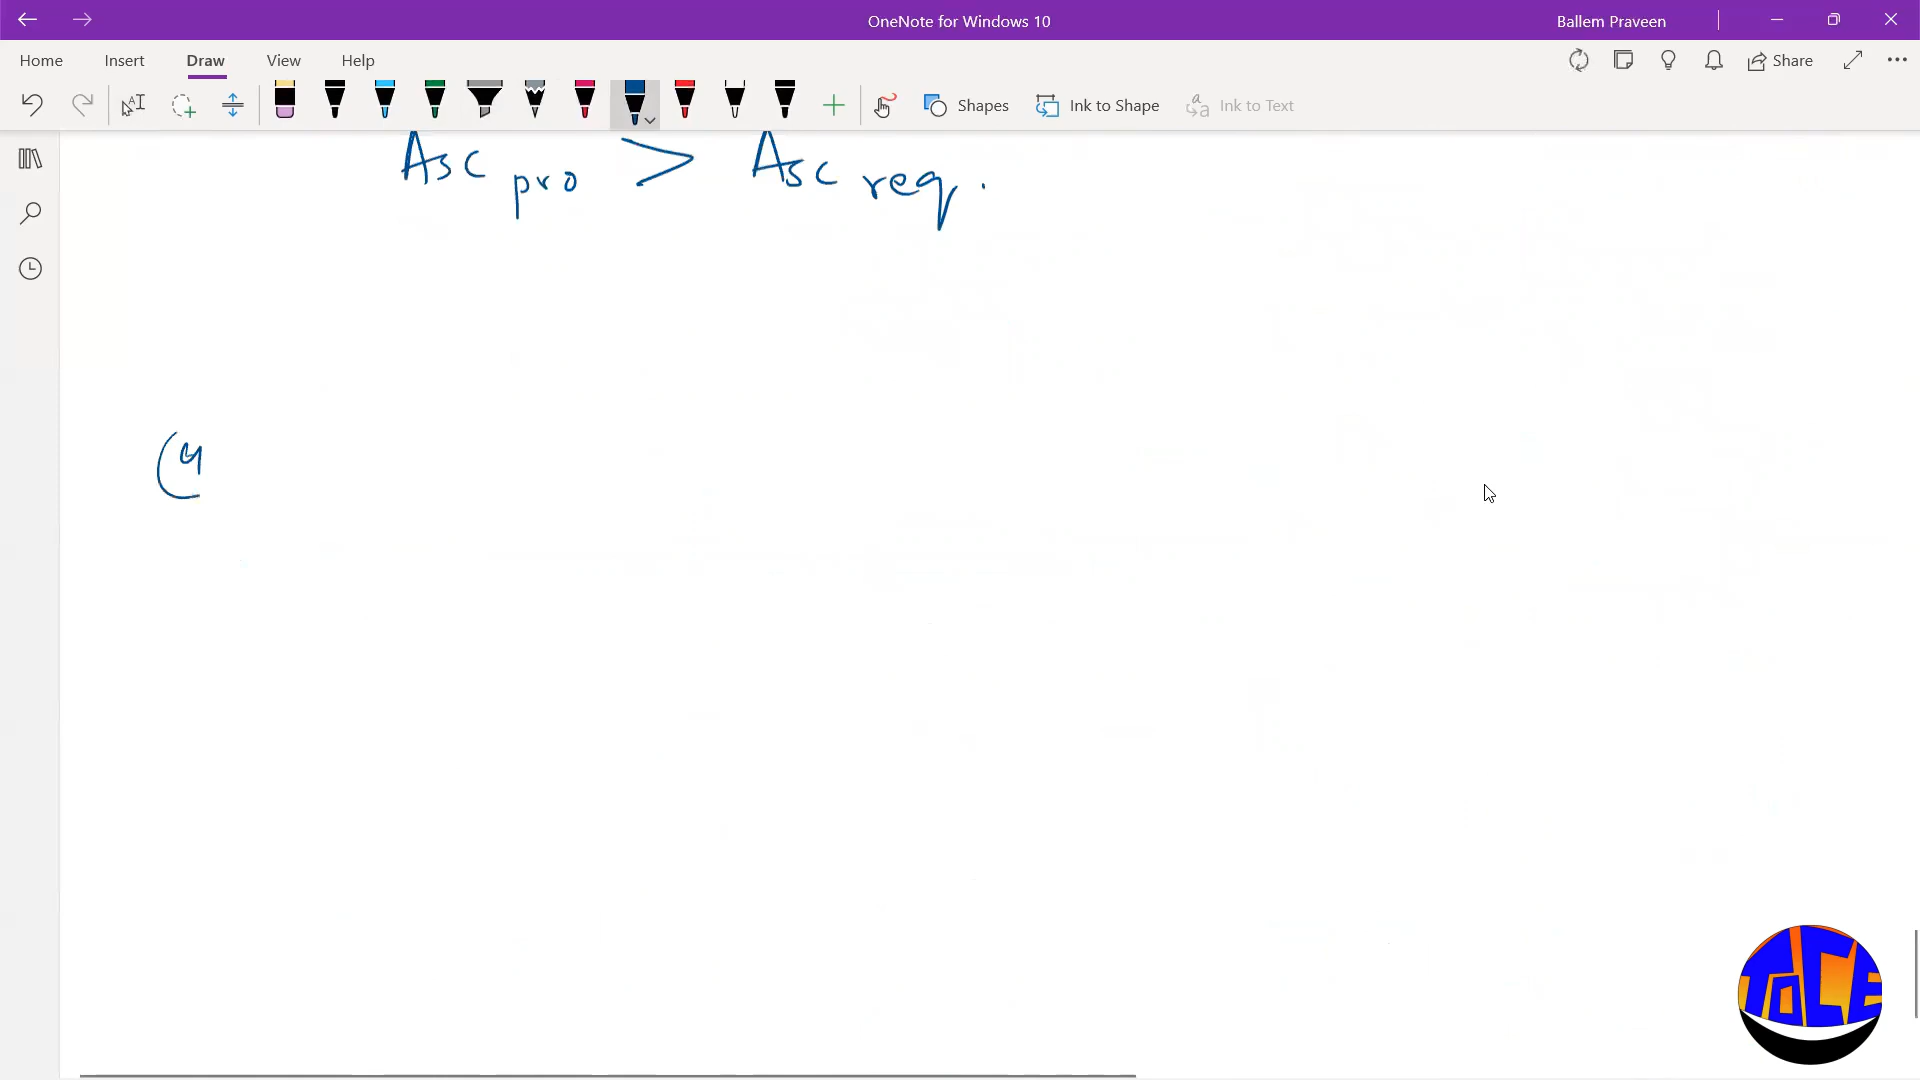 OneNote for Windows 10
Ballem Praveen
Home Insert Draw View Help
Share
Shapes
Ink to Shape
Ink to Text
Asc pro > Asc req.
(4